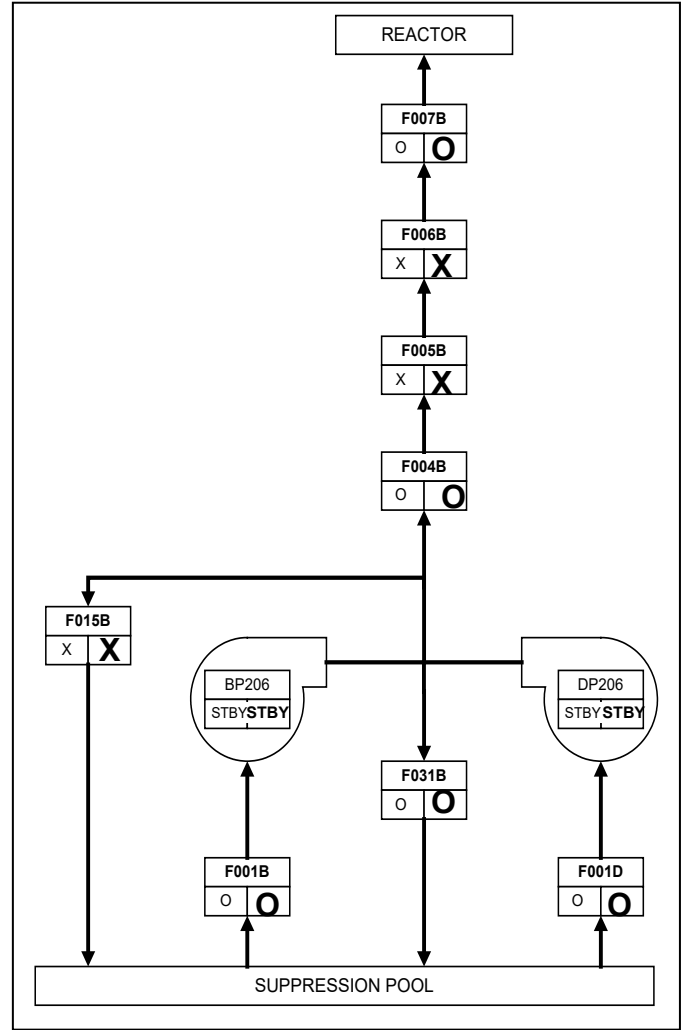 REACTOR
F007B
O O
F006B
X X
F005B
X X
F004B
O O
F015B
X X
BP206
STBY STBY
DP206
STBY STBY
F031B
O O
F001B
O O
F001D
O O
SUPPRESSION POOL